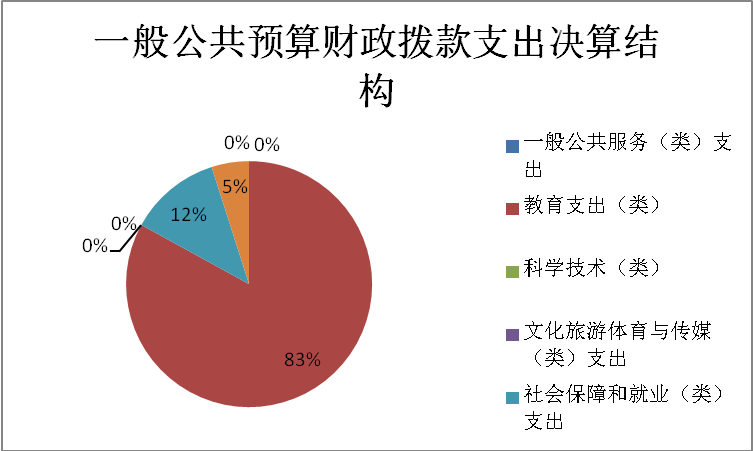 一般公共预算财政拨款支出决算结
构
0%
0%
5%
12%
0%
0%
83%
一般公共服务（类）支
出
教育支出（类）
科学技术（类）
文化旅游体育与传媒
（类）支出
社会保障和就业（类）
支出